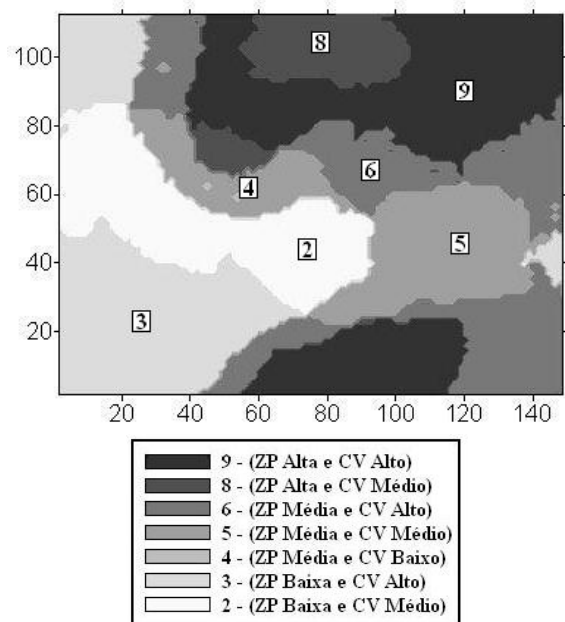 100
80
60
40
20
8
9
6
4
2
5
3
20 40 60 80 100 120 140
9 - (ZP Alta e CV Alto)
8 - (ZP Alta e CV Médio)
6 - (ZP Média e CV Alto)
5 - (ZP Média e CV Médio)
4 - (ZP Média e CV Baixo)
3 - (ZP Baixa e CV Alto)
2 - (ZP Baixa e CV Médio)